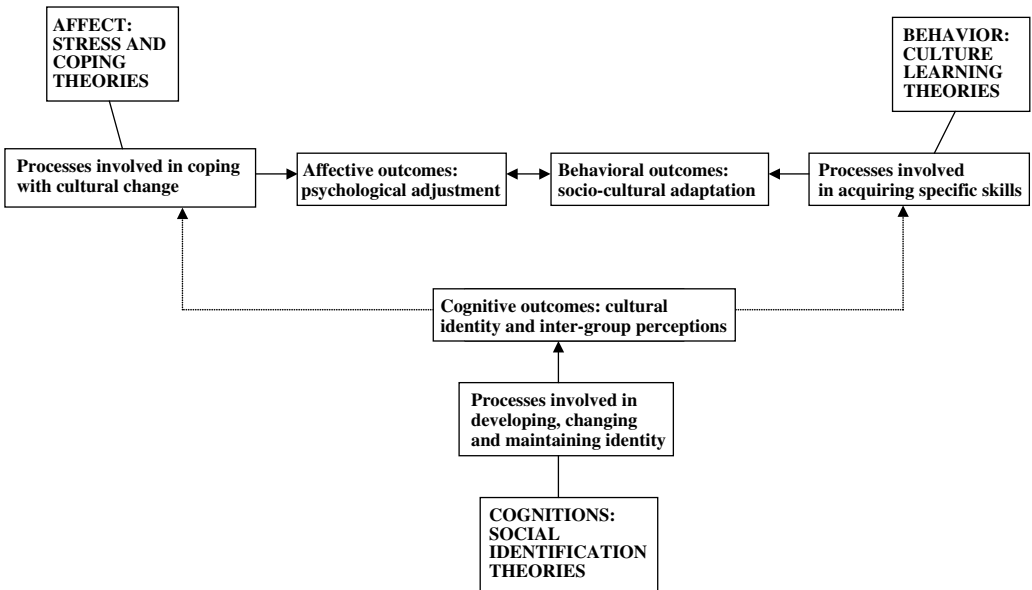 AFFECT:
STRESS AND
COPING
THEORIES
BEHAVIOR:
CULTURE
LEARNING
THEORIES
Processes involved in coping
with cultural change
Affective outcomes:
psychological adjustment
Behavioral outcomes:
socio-cultural adaptation
Processes involved
in acquiring specific skills
Cognitive outcomes: cultural
identity and inter-group perceptions
Processes involved in
developing, changing
and maintaining identity
COGNITIONS:
SOCIAL
IDENTIFICATION
THEORIES